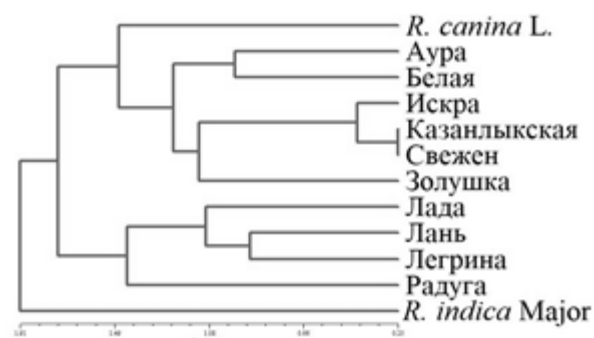 R. canina L.
Аура
Белая
Искра
Казанлыкская
Свежен
Золушка
Лада
Лань
Легрина
Радуга
R. indica Major